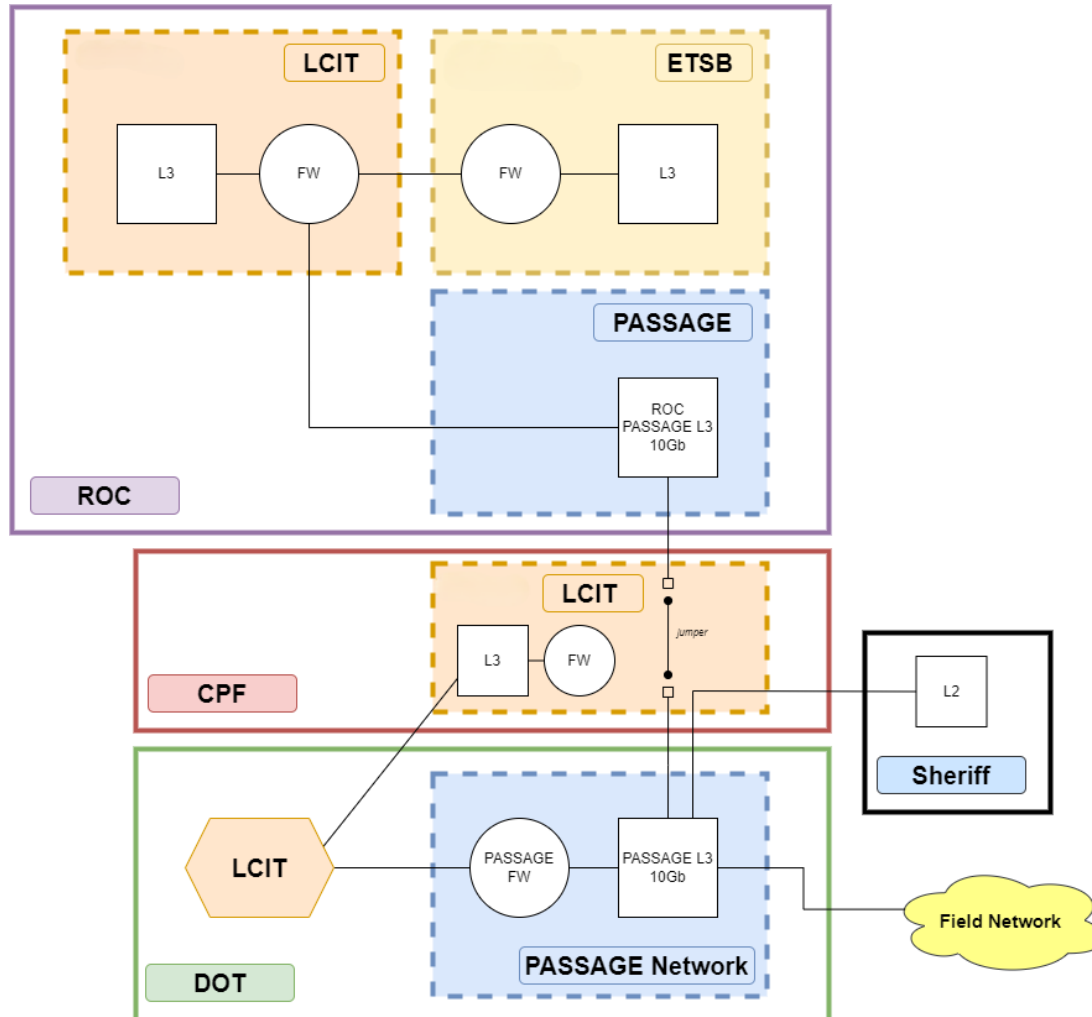 LCIT
ETSB
L3
FW
FW
L3
PASSAGE
ROC
PASSAGE L3
10Gb
ROC
LCIT
jumper
L3
FW
CPF
L2
Sheriff
LCIT
PASSAGE
FW
PASSAGE L3
10Gb
Field Network
PASSAGE Network
DOT